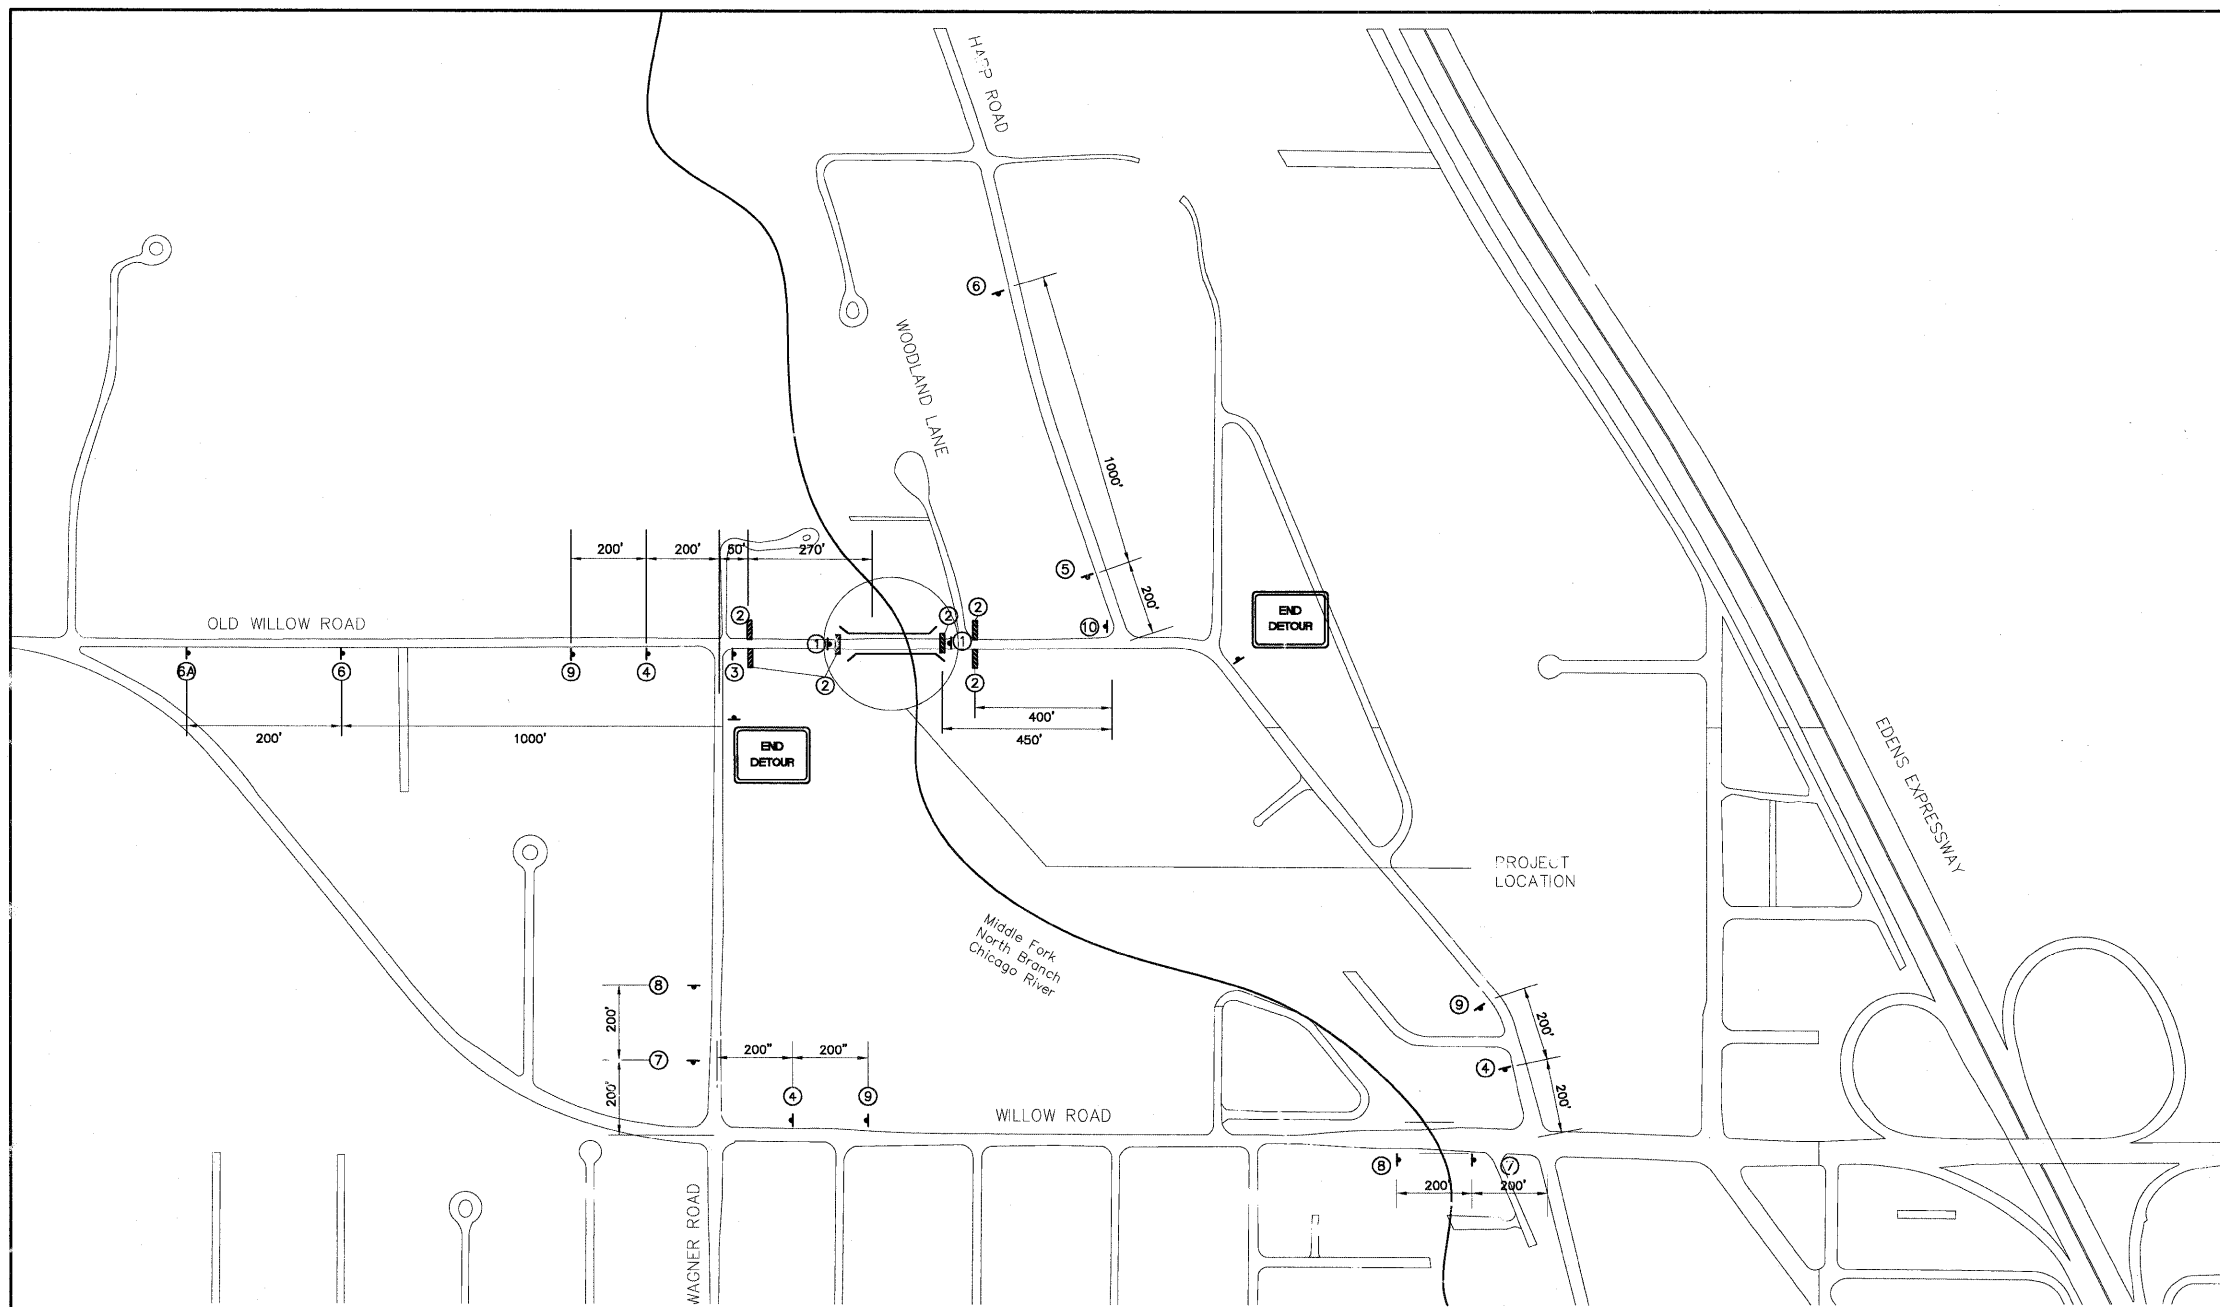 HARP ROAD
6
WOODLAND LANE
1000'
200' 200' 50' 270'
5
200'
END
DETOUR
OLD WILLOW ROAD
2 2 2
10
1 1
6A 6 9 4 3 2 2
400'
200' 1000' 450'
END
DETOUR
EDENS EXPRESSWAY
PROJECT
LOCATION
Middle Fork
North Branch
Chicago River
8
9
200'
200'
7
200" 200"
4
200'
4 9
200'
WILLOW ROAD
8 7
200' 200'
WAGNER ROAD